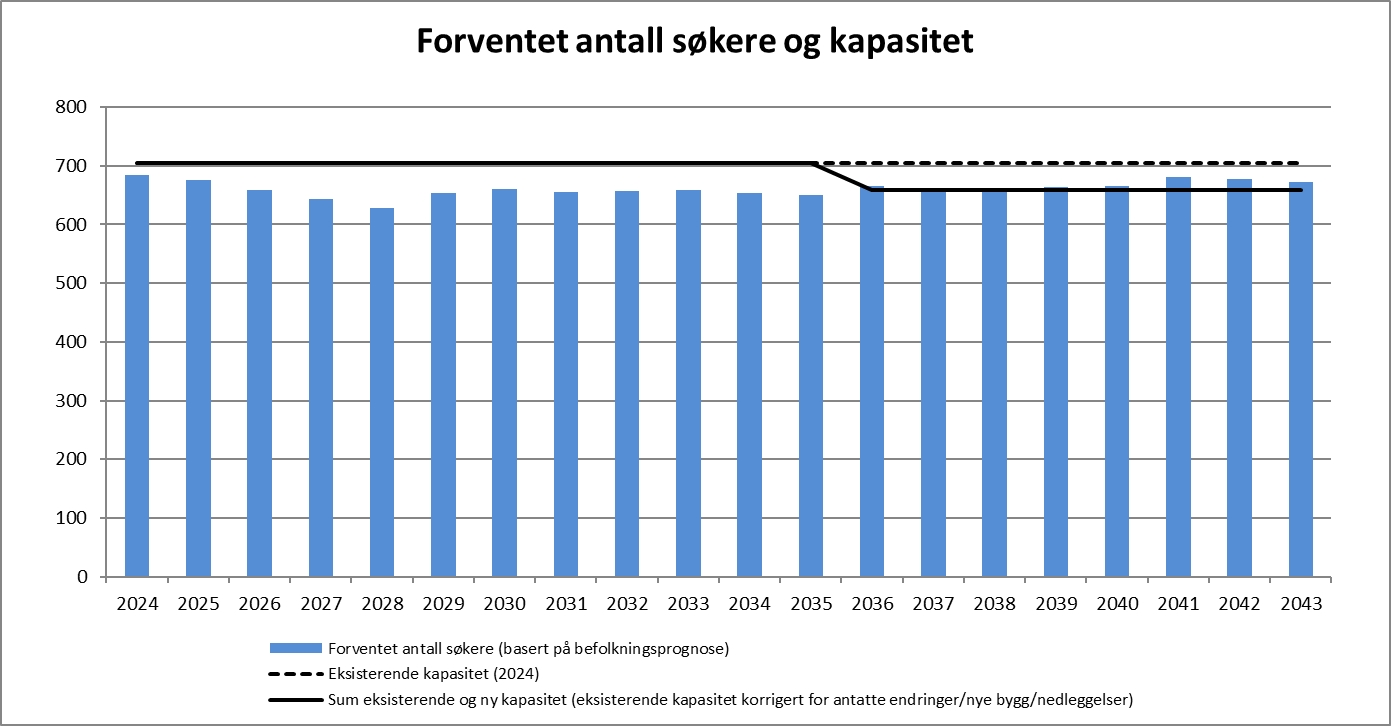 Forventet antall søkere og kapasitet
800
700
600
500
400
300
200
100
0
2024 2025 2026 2027 2028 2029 2030 2031 2032 2033 2034 2035 2036 2037 2038 2039 2040 2041 2042 2043
Forventet antall søkere (basert på befolkningsprognose)
Eksisterende kapasitet (2024)
Sum eksisterende og ny kapasitet (eksisterende kapasitet korrigert for antatte endringer/nye bygg/nedleggelser)